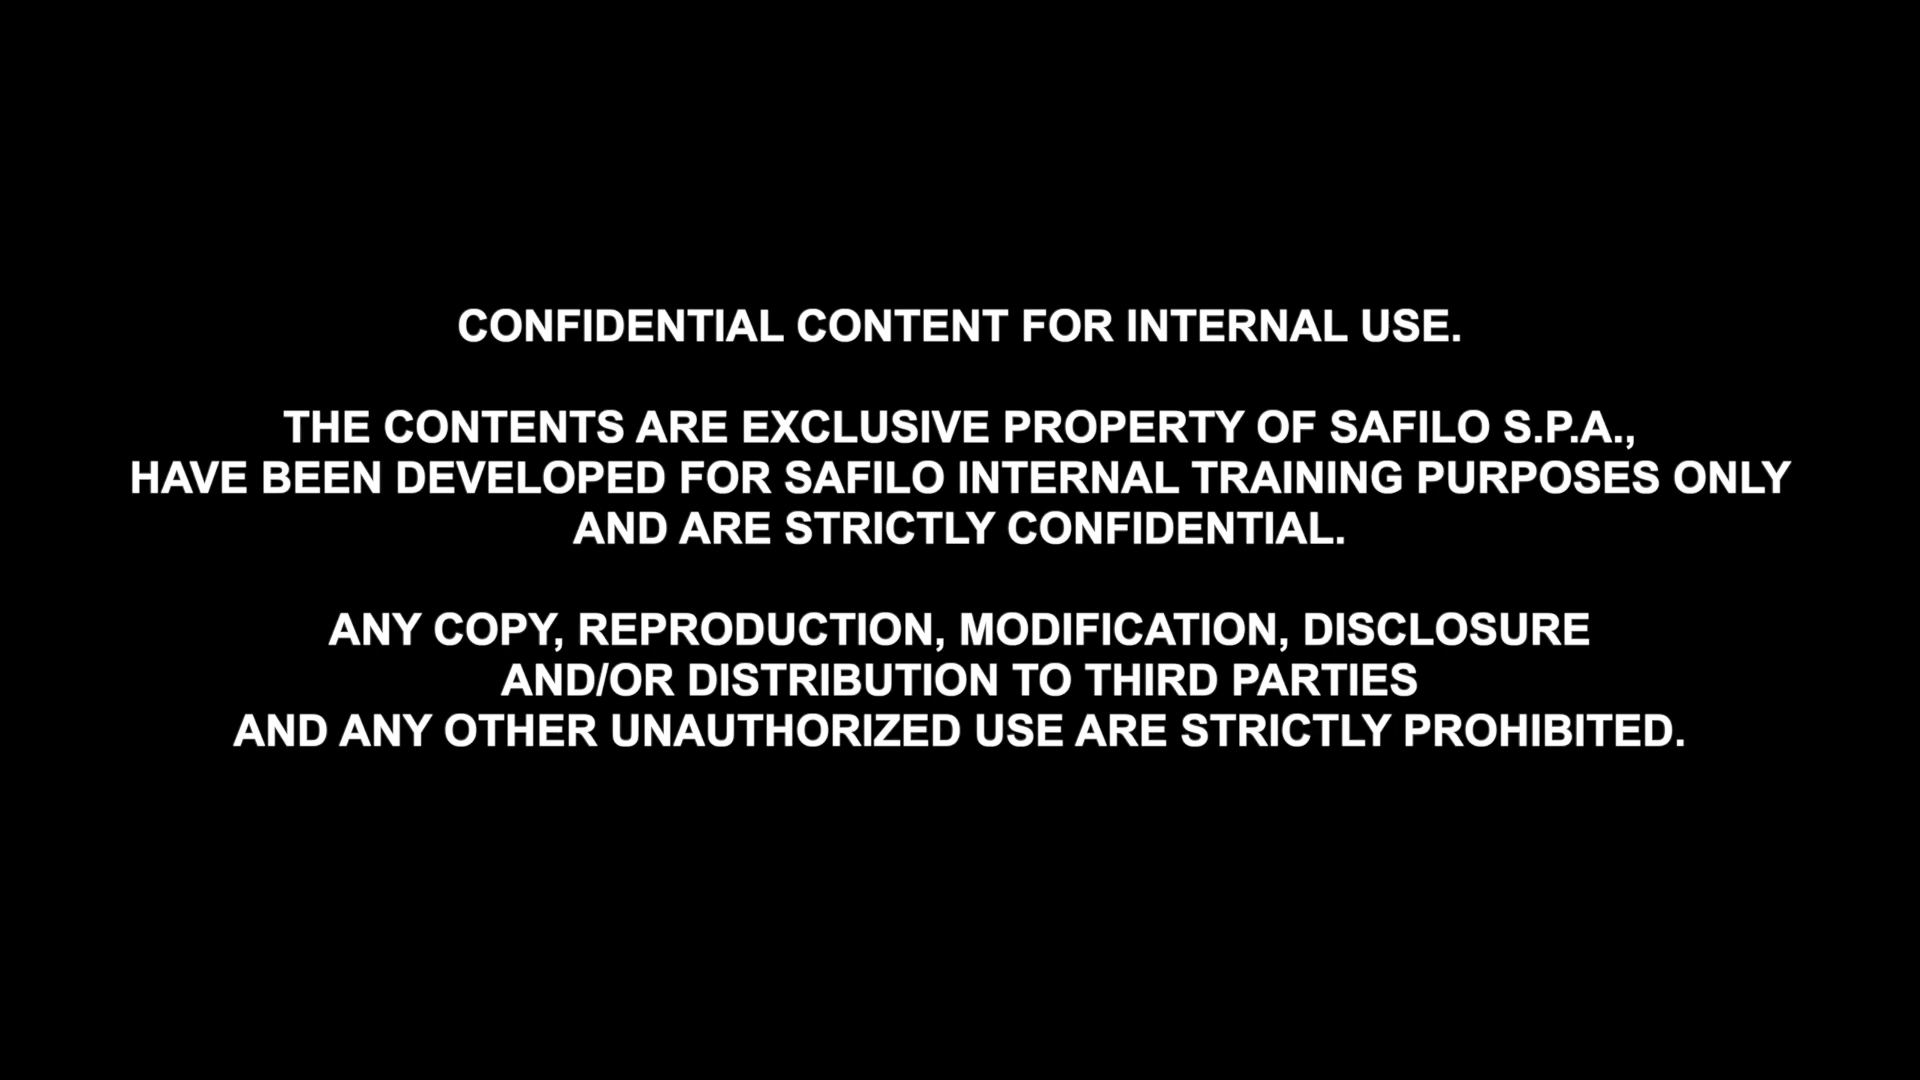 CONFIDENTIAL CONTENT FOR INTERNAL USE.
THE CONTENTS ARE EXCLUSIVE PROPERTY OF SAFILO S.P.A.,
HAVE BEEN DEVELOPED FOR SAFILO INTERNAL TRAINING PURPOSES ONLY
AND ARE STRICTLY CONFIDENTIAL.
ANY COPY, REPRODUCTION, MODIFICATION, DISCLOSURE
AND/OR DISTRIBUTION TO THIRD PARTIES
AND ANY OTHER UNAUTHORIZED USE ARE STRICTLY PROHIBITED.